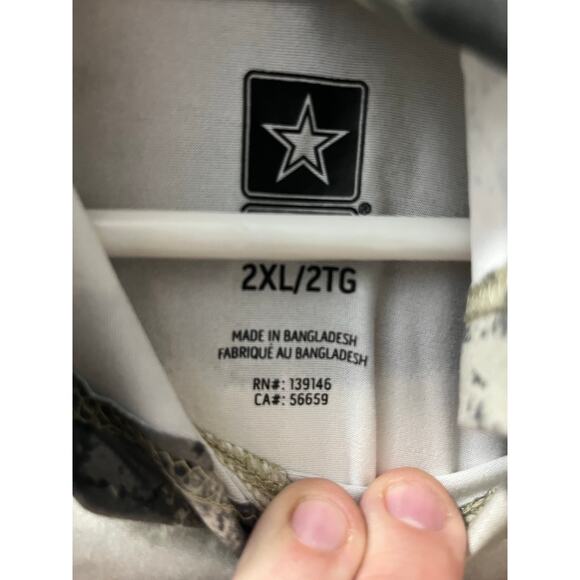 ®
2XL/2TG
MADE IN BANGLADESH
FABRIQUÉ AU BANGLADESH
RN#: 139146
CA#: 56659